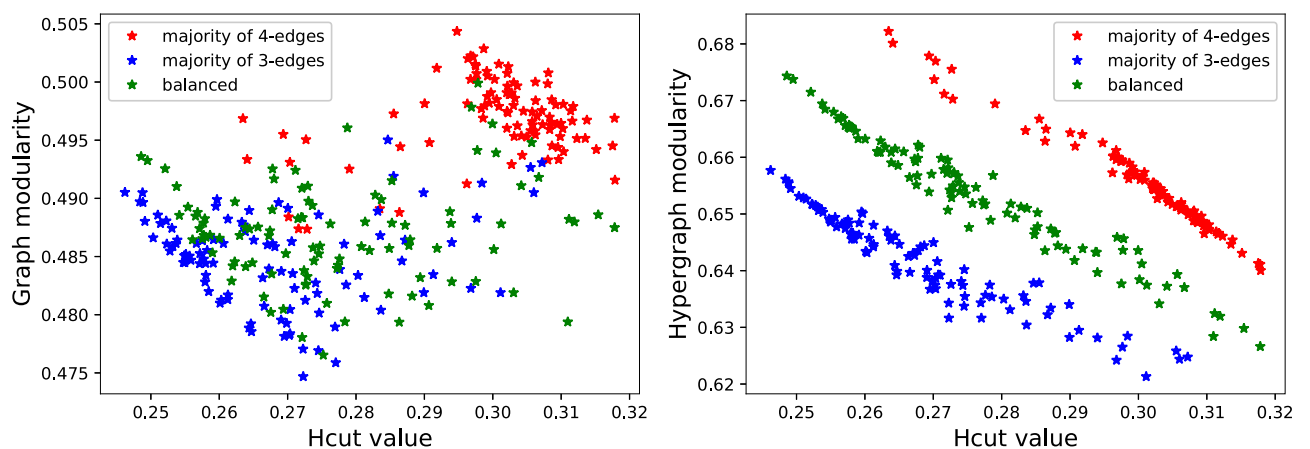 0.505
0.500
0.495
0.490
0.485
0.480
0.475
Graph modularity
majority of 4-edges
majority of 3-edges
balanced
0.25 0.26 0.27 0.28 0.29 0.30 0.31 0.32
Hcut value
0.68
0.67
0.66
0.65
0.64
0.63
0.62
Hypergraph modularity
majority of 4-edges
majority of 3-edges
balanced
0.25 0.26 0.27 0.28 0.29 0.30 0.31 0.32
Hcut value